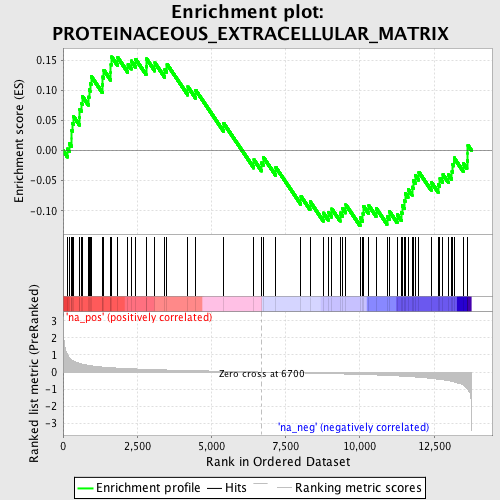 Enrichment plot:
PROTEINACEOUS_EXTRACELLULAR_MATRIX
Enrichment score (ES)
0.15
0.10
0.05
0.00
-0.05
-0.10
'na_pos' (positively correlated)
Ranked list metric (PreRanked)
3
2
1
0
-1
-2
-3
Zero cross at 6700
'na_neg' (negatively correlated)
0
2,500
5,000
7,500
10,000
12,500
Rank in Ordered Dataset
Enrichment profile
Hits
Ranking metric scores